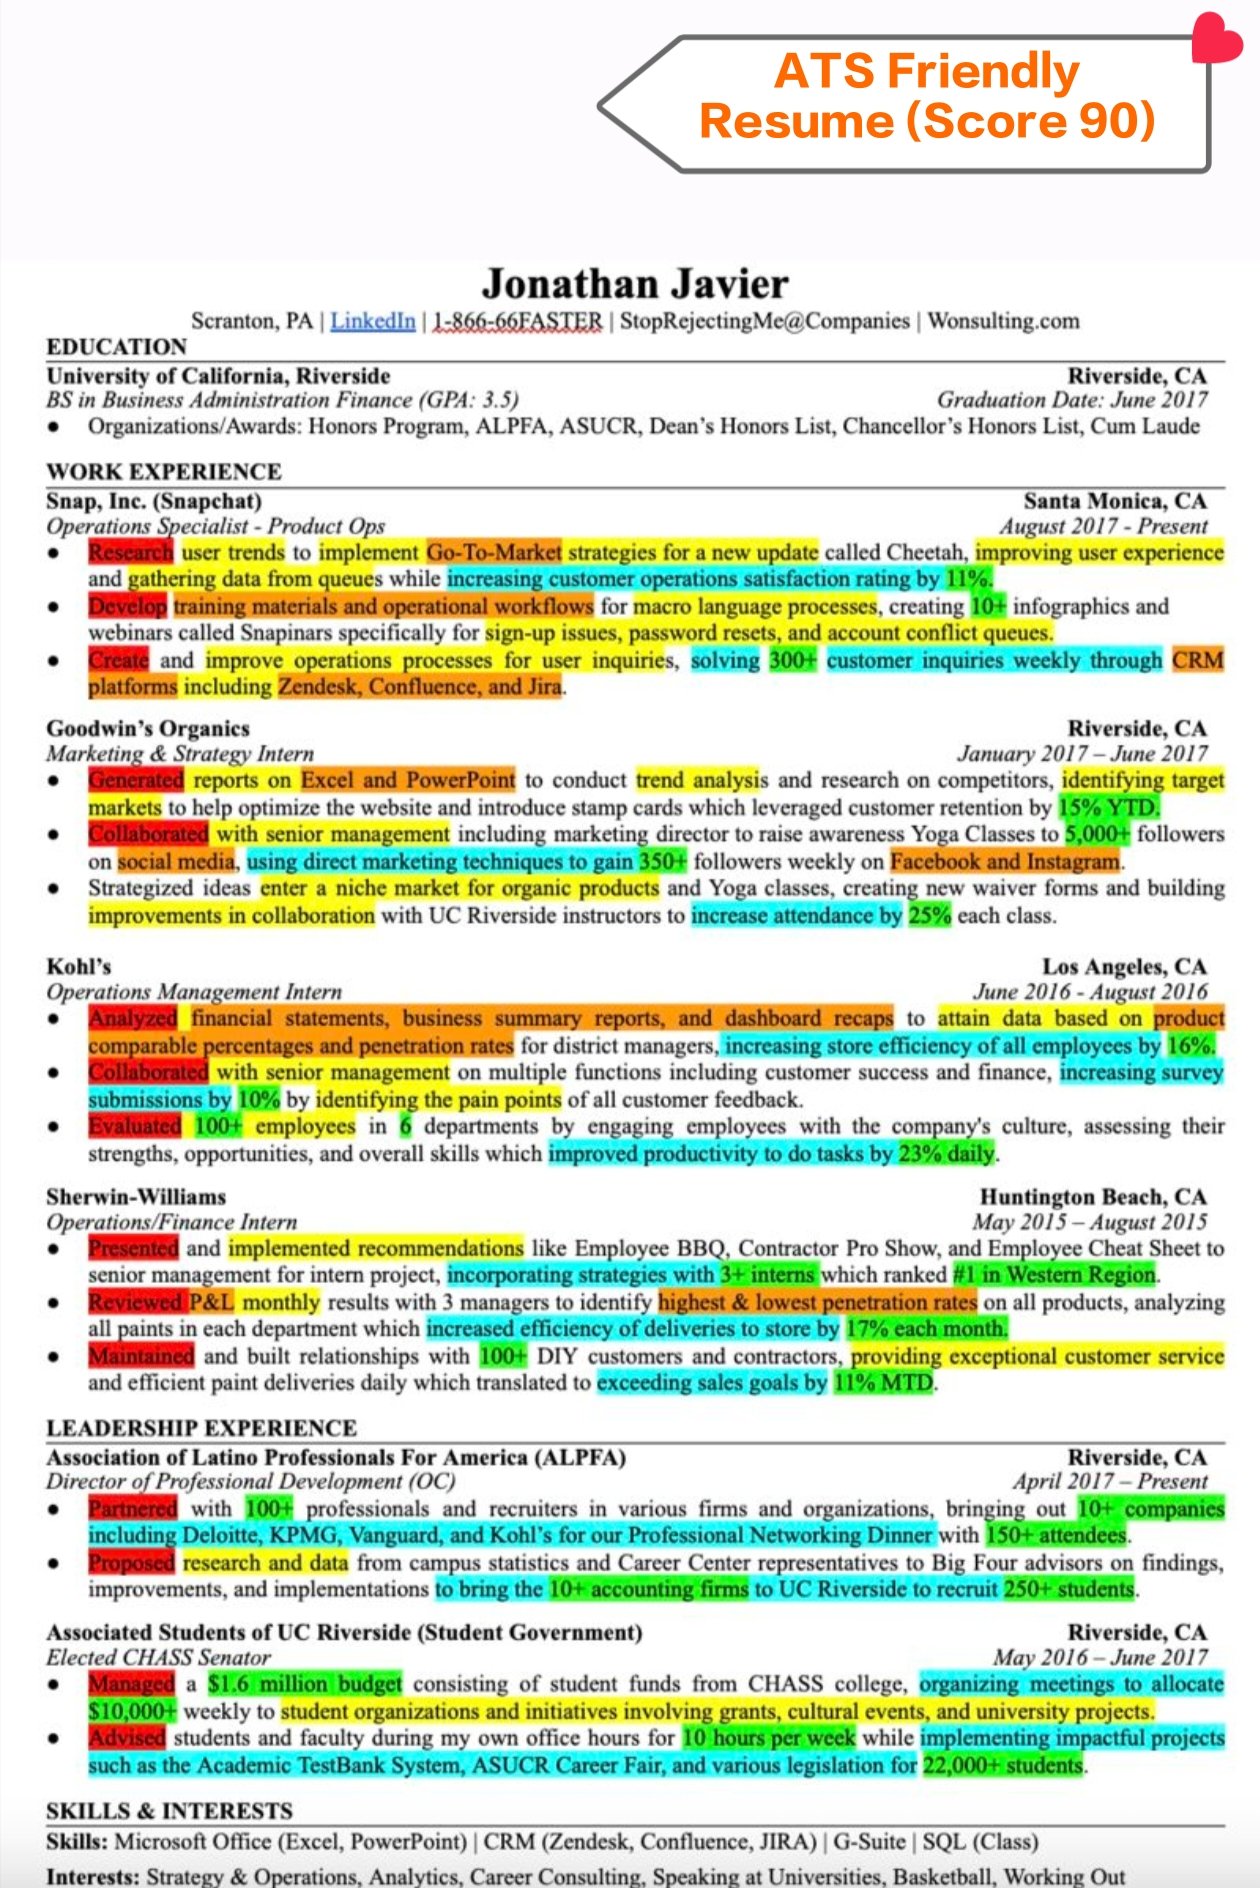 ATS Friendly
Resume (Score 90)
Jonathan Javier
Scranton, PA | LinkedIn | 1-866-66FASTER | StopRejectingMe@Companies | Wonsulting.com
EDUCATION
University of California, Riverside Riverside, CA
BS in Business Administration Finance (GPA: 3.5) Graduation Date: June 2017
• Organizations/Awards: Honors Program, ALPFA, ASUCR, Dean's Honors List, Chancellor's Honors List, Cum Laude
WORK EXPERIENCE
Snap, Inc. (Snapchat) Santa Monica, CA
Operations Specialist - Product Ops August 2017 - Present
• Research user trends to implement Go-To-Market strategies for a new update called Cheetah, improving user experience
and gathering data from queues while increasing customer operations satisfaction rating by 11%.
• Develop training materials and operational workflows for macro language processes, creating 10+ infographics and
webinars called Snapinars specifically for sign-up issues, password resets, and account conflict queues.
• Create and improve operations processes for user inquiries, solving 300+ customer inquiries weekly through CRM
platforms including Zendesk, Confluence, and Jira.
Goodwin's Organics Riverside, CA
Marketing & Strategy Intern January 2017 – June 2017
• Generated reports on Excel and PowerPoint to conduct trend analysis and research on competitors, identifying target
markets to help optimize the website and introduce stamp cards which leveraged customer retention by 15% YTD.
• Collaborated with senior management including marketing director to raise awareness Yoga Classes to 5,000+ followers
on social media, using direct marketing techniques to gain 350+ followers weekly on Facebook and Instagram.
• Strategized ideas enter a niche market for organic products and Yoga classes, creating new waiver forms and building
improvements in collaboration with UC Riverside instructors to increase attendance by 25% each class.
Kohl's Los Angeles, CA
Operations Management Intern June 2016 - August 2016
• Analyzed financial statements, business summary reports, and dashboard recaps to attain data based on product
comparable percentages and penetration rates for district managers, increasing store efficiency of all employees by 16%.
• Collaborated with senior management on multiple functions including customer success and finance, increasing survey
submissions by 10% by identifying the pain points of all customer feedback.
• Evaluated 100+ employees in 6 departments by engaging employees with the company's culture, assessing their
strengths, opportunities, and overall skills which improved productivity to do tasks by 23% daily.
Sherwin-Williams Huntington Beach, CA
Operations/Finance Intern May 2015 – August 2015
• Presented and implemented recommendations like Employee BBQ, Contractor Pro Show, and Employee Cheat Sheet to
senior management for intern project, incorporating strategies with 3+ interns which ranked #1 in Western Region.
• Reviewed P&L monthly results with 3 managers to identify highest & lowest penetration rates on all products, analyzing
all paints in each department which increased efficiency of deliveries to store by 17% each month.
• Maintained and built relationships with 100+ DIY customers and contractors, providing exceptional customer service
and efficient paint deliveries daily which translated to exceeding sales goals by 11% MTD.
LEADERSHIP EXPERIENCE
Association of Latino Professionals For America (ALPFA) Riverside, CA
Director of Professional Development (OC) April 2017 – Present
• Partnered with 100+ professionals and recruiters in various firms and organizations, bringing out 10+ companies
including Deloitte, KPMG, Vanguard, and Kohl's for our Professional Networking Dinner with 150+ attendees.
• Proposed research and data from campus statistics and Career Center representatives to Big Four advisors on findings,
improvements, and implementations to bring the 10+ accounting firms to UC Riverside to recruit 250+ students.
Associated Students of UC Riverside (Student Government) Riverside, CA
Elected CHASS Senator May 2016 – June 2017
• Managed a $1.6 million budget consisting of student funds from CHASS college, organizing meetings to allocate
$10,000+ weekly to student organizations and initiatives involving grants, cultural events, and university projects.
• Advised students and faculty during my own office hours for 10 hours per week while implementing impactful projects
such as the Academic TestBank System, ASUCR Career Fair, and various legislation for 22,000+ students.
SKILLS & INTERESTS
Skills: Microsoft Office (Excel, PowerPoint) | CRM (Zendesk, Confluence, JIRA) | G-Suite | SQL (Class)
Interests: Strategy & Operations, Analytics, Career Consulting, Speaking at Universities, Basketball, Working Out